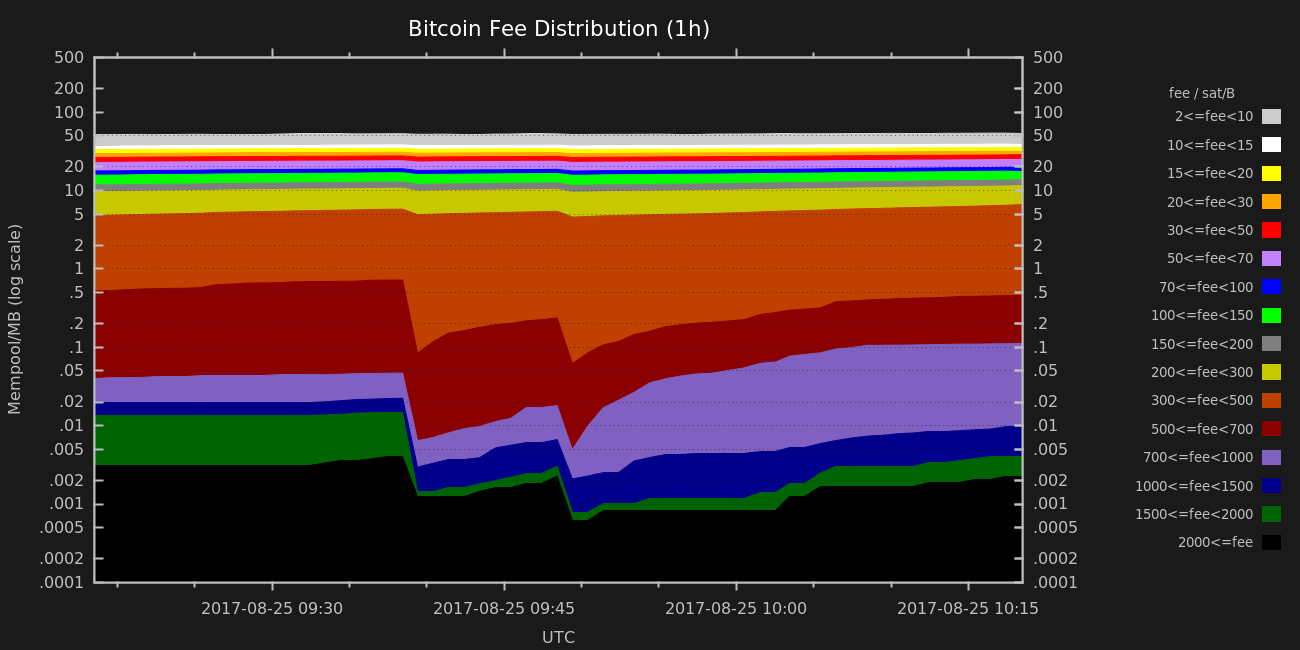 Bitcoin Fee Distribution (1h)
500
200
100
50
20
10
5
2
1
.5
.2
.1
.05
.02
.01
.005
.002
.001
.0005
.0002
.0001
Mempool/MB (log scale)
500
200
100
50
20
10
5
2
1
.5
.2
.1
.05
.02
.01
.005
.002
.001
.0005
.0002
.0001
2017-08-25 09:30 2017-08-25 09:45 2017-08-25 10:00 2017-08-25 10:15
UTC
fee / sat/B
2<=fee<10
10<=fee<15
15<=fee<20
20<=fee<30
30<=fee<50
50<=fee<70
70<=fee<100
100<=fee<150
150<=fee<200
200<=fee<300
300<=fee<500
500<=fee<700
700<=fee<1000
1000<=fee<1500
1500<=fee<2000
2000<=fee